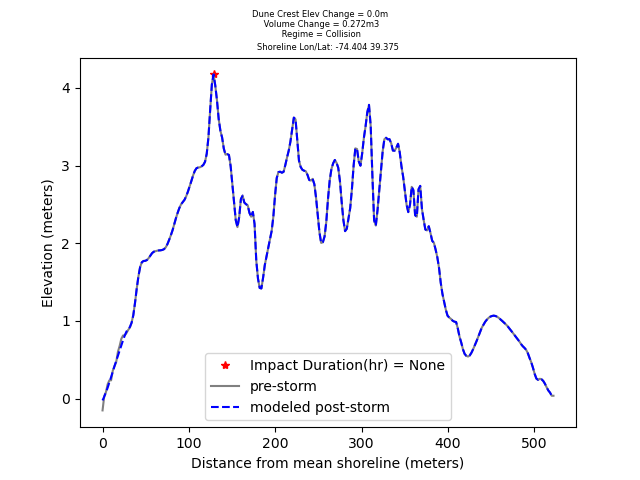 Dune Crest Elev Change = 0.0m
Volume Change = 0.272m3
Regime = Collision
Shoreline Lon/Lat: -74.404 39.375
4
3
2
1
0
Elevation (meters)
Impact Duration(hr) = None
pre-storm
modeled post-storm
0 100 200 300 400 500
Distance from mean shoreline (meters)